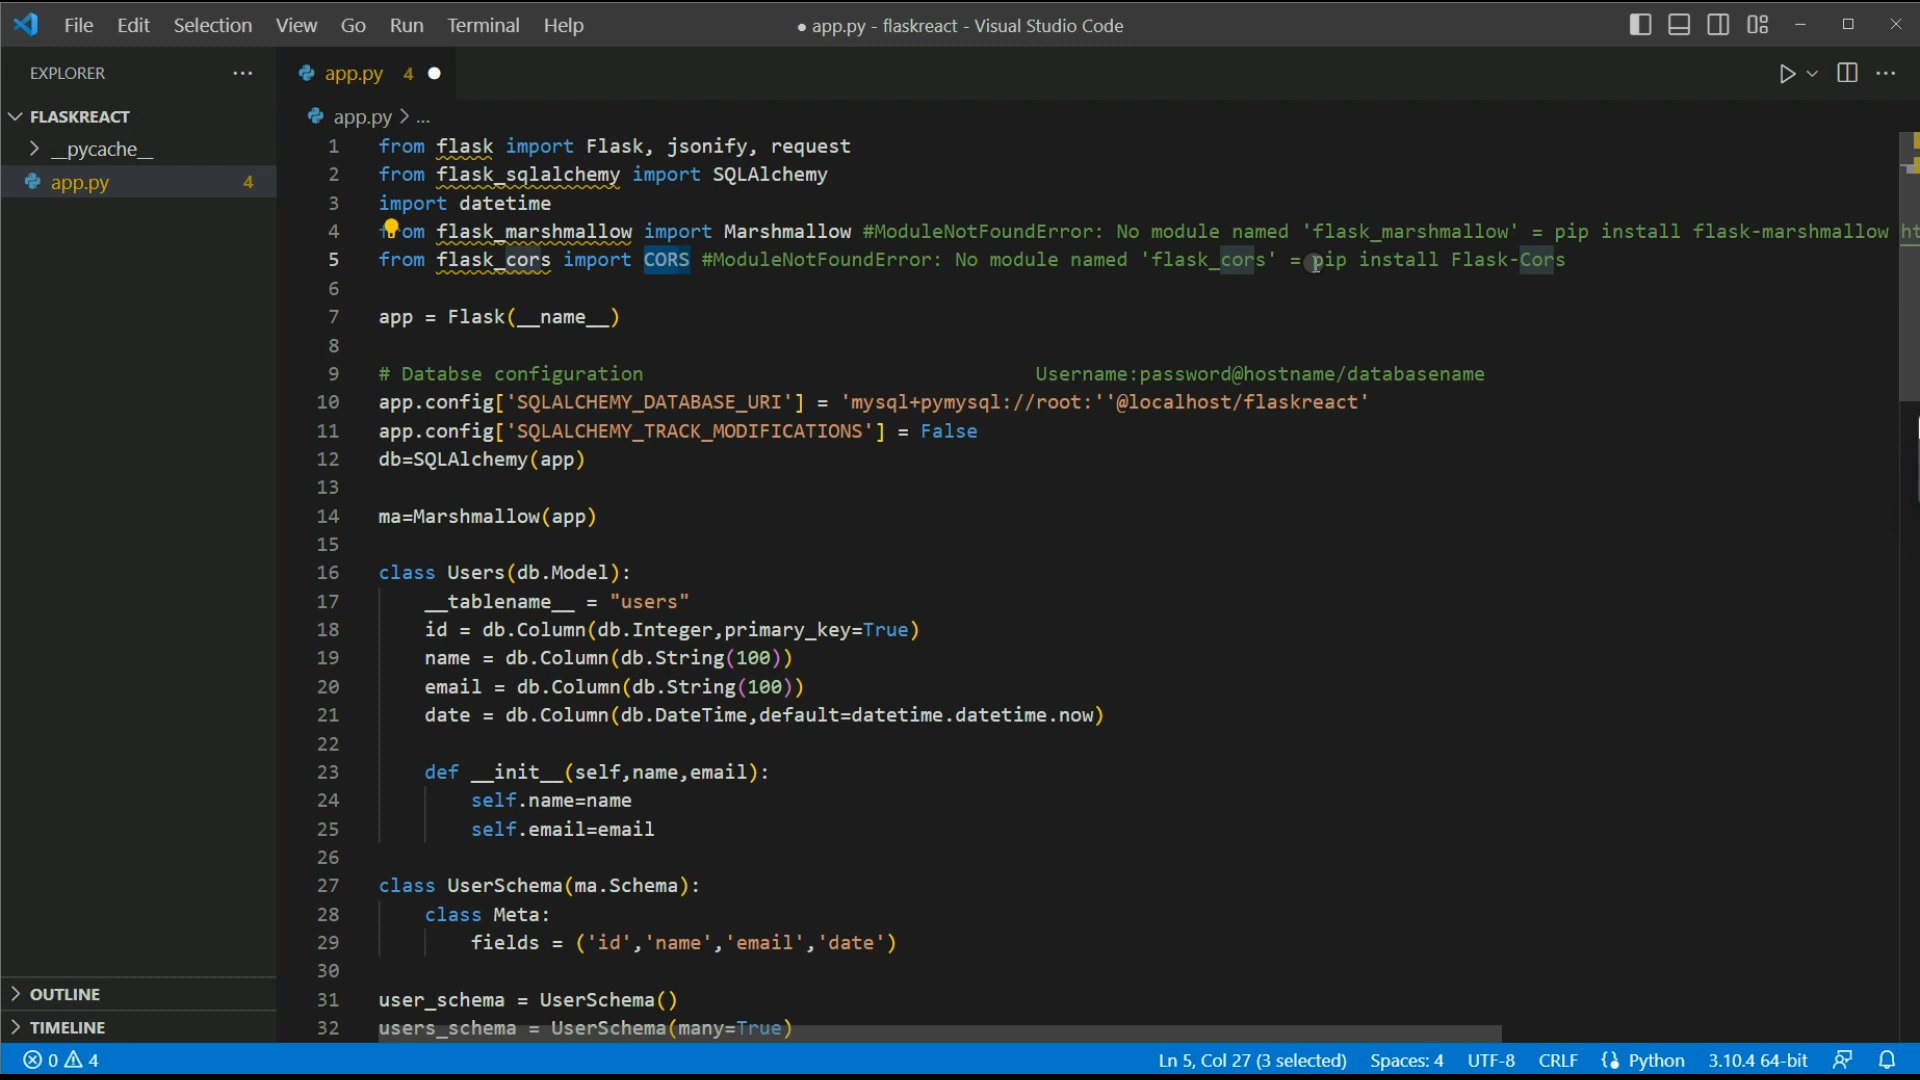 File Edit Selection View Go Run Terminal Help
● app.py - flaskreact - Visual Studio Code
EXPLORER
FLASKREACT
__pycache__
app.py 4
OUTLINE
TIMELINE
app.py 4
app.py > ...
1 from flask import Flask, jsonify, request
2 from flask_sqlalchemy import SQLAlchemy
3 import datetime
4 from flask_marshmallow import Marshmallow #ModuleNotFoundError: No module named 'flask_marshmallow' = pip install flask-marshmallow ht
5 from flask_cors import CORS #ModuleNotFoundError: No module named 'flask_cors' = pip install Flask-Cors
6
7 app = Flask(__name__)
8
9 # Databse configuration Username:password@hostname/databasename
10 app.config['SQLALCHEMY_DATABASE_URI'] = 'mysql+pymysql://root:''@localhost/flaskreact'
11 app.config['SQLALCHEMY_TRACK_MODIFICATIONS'] = False
12 db=SQLAlchemy(app)
13
14 ma=Marshmallow(app)
15
16 class Users(db.Model):
17 __tablename__ = "users"
18 id = db.Column(db.Integer,primary_key=True)
19 name = db.Column(db.String(100))
20 email = db.Column(db.String(100))
21 date = db.Column(db.DateTime,default=datetime.datetime.now)
22
23 def __init__(self,name,email):
24 self.name=name
25 self.email=email
26
27 class UserSchema(ma.Schema):
28 class Meta:
29 fields = ('id','name','email','date')
30
31 user_schema = UserSchema()
32 users_schema = UserSchema(many=True)
0 4
Ln 5, Col 27 (3 selected) Spaces: 4 UTF-8 CRLF Python 3.10.4 64-bit